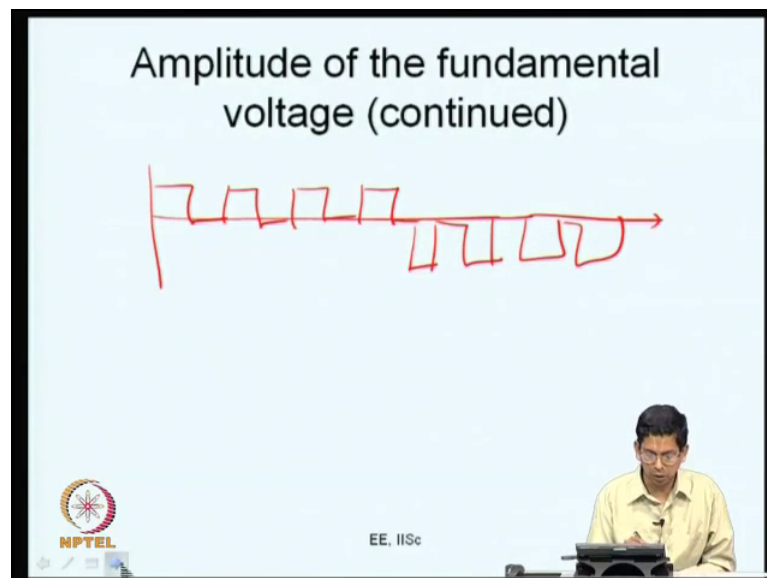 Amplitude of the fundamental
voltage (continued)
NPTEL
EE, IISc